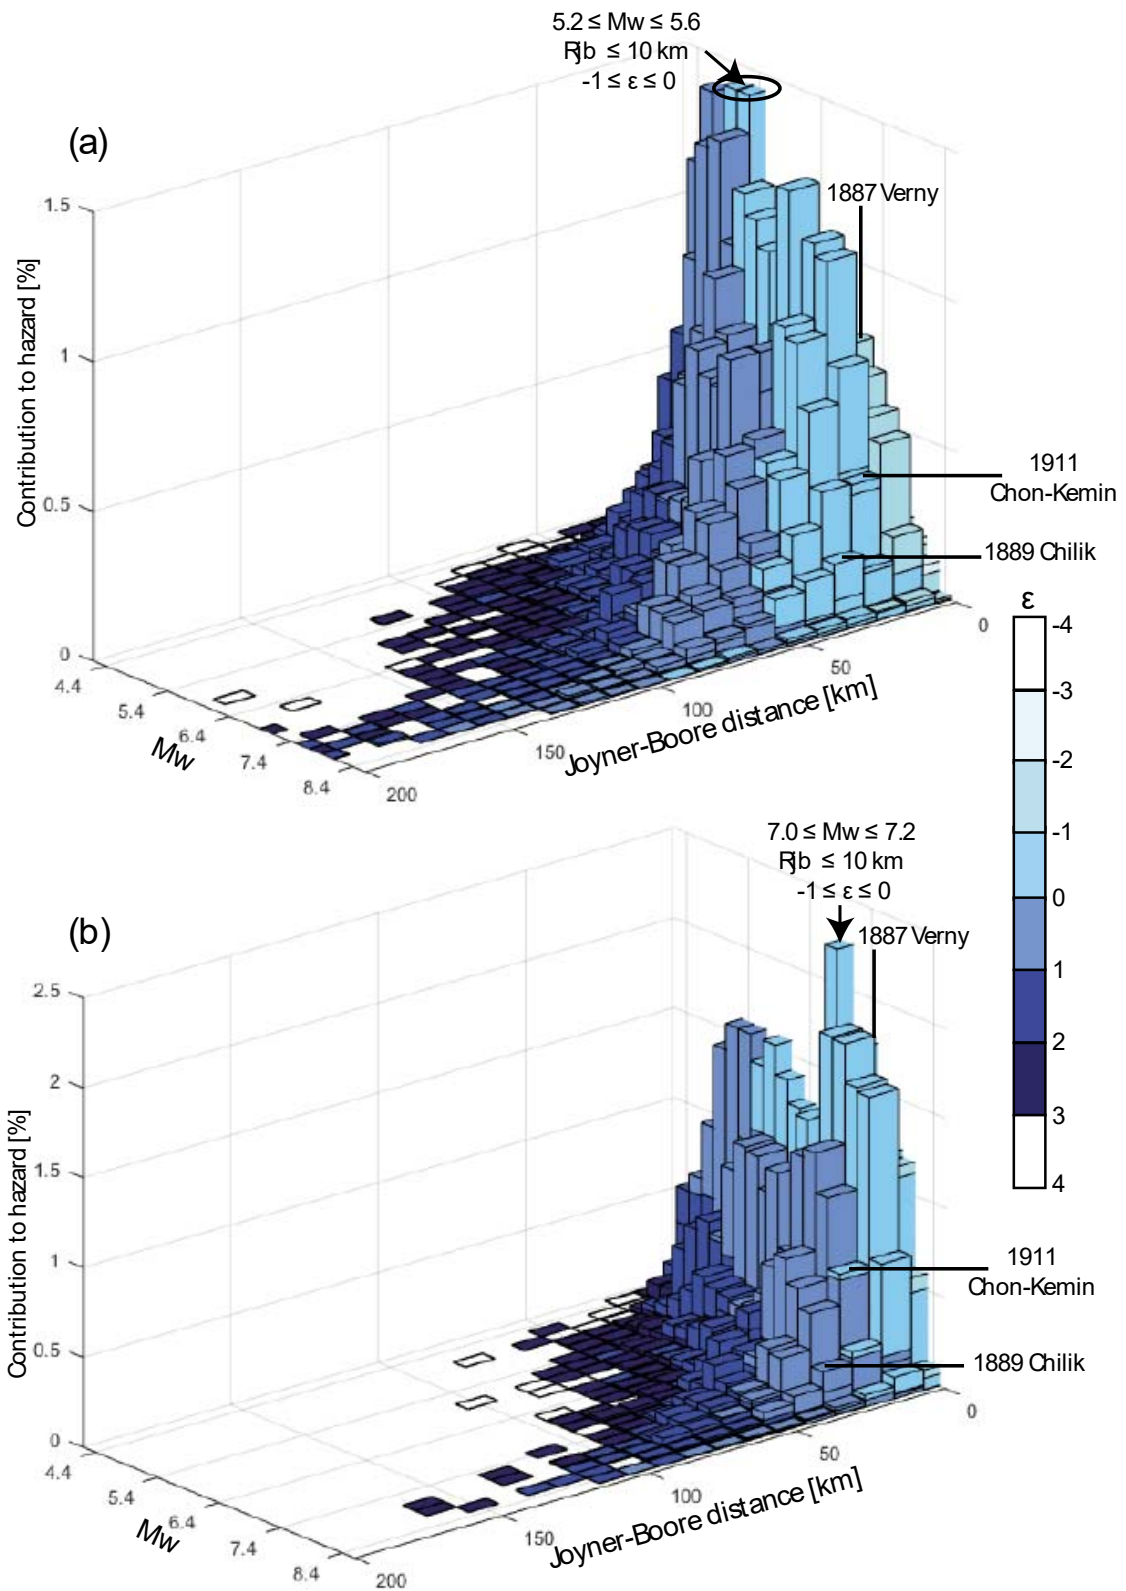 5.2 ≤ Mw ≤ 5.6
Rjb ≤ 10 km
-1 ≤ ε ≤ 0
(a)
1887 Verny
1.5
1
0.5
0
Contribution to hazard [%]
1911
Chon-Kemin
1889 Chilik
4.4
5.4
6.4
7.4
8.4
Mw
0
50
100
150
200
Joyner-Boore distance [km]
ε
-4
-3
-2
-1
0
1
2
3
4
7.0 ≤ Mw ≤ 7.2
Rjb ≤ 10 km
-1 ≤ ε ≤ 0
(b)
1887 Verny
2.5
2
1.5
1
0.5
0
Contribution to hazard [%]
1911
Chon-Kemin
1889 Chilik
4.4
5.4
6.4
7.4
8.4
Mw
0
50
100
150
200
Joyner-Boore distance [km]